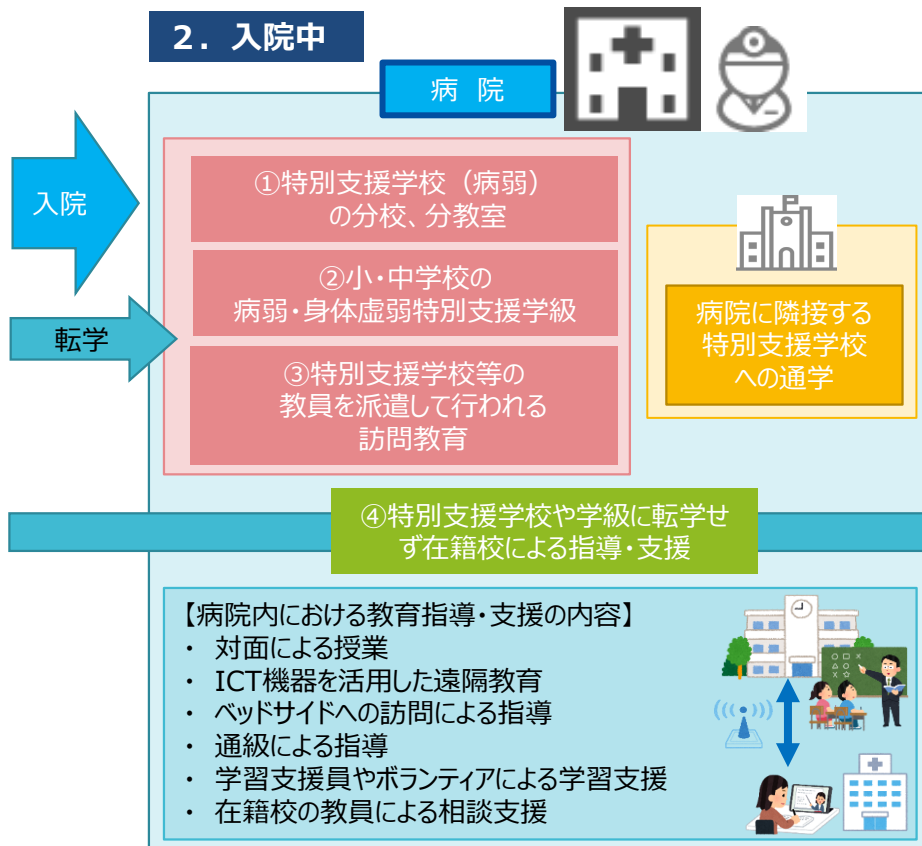 ２．入院中
病 院
入院
①特別支援学校（病弱）
の分校、分教室
②小・中学校の
病弱・身体虚弱特別支援学級
転学
③特別支援学校等の
教員を派遣して行われる
訪問教育
病院に隣接する
特別支援学校
への通学
④特別支援学校や学級に転学せ
ず在籍校による指導・支援
【病院内における教育指導・支援の内容】
・ 対面による授業
・ ICT機器を活用した遠隔教育
・ ベッドサイドへの訪問による指導
・ 通級による指導
・ 学習支援員やボランティアによる学習支援
・ 在籍校の教員による相談支援